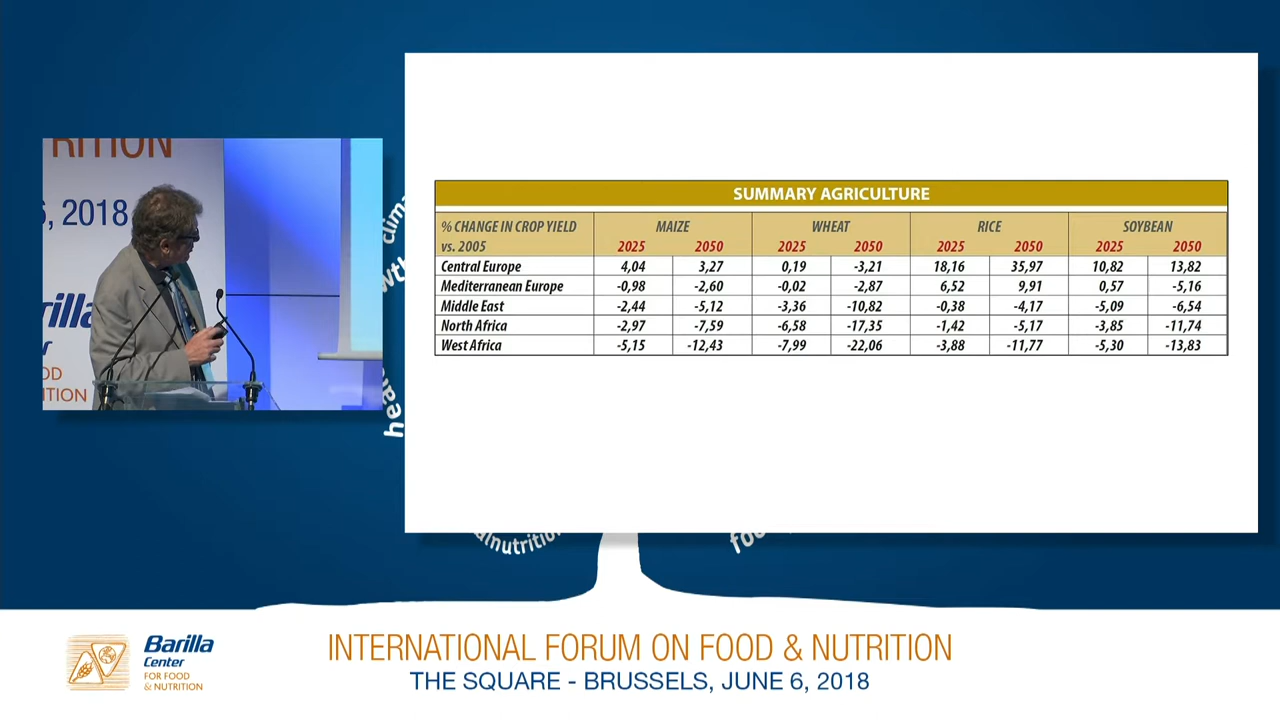 RITION
6, 2018
rilla
r
OD
ITION
clim
wth
hea
alnutrition
foo
SUMMARY AGRICULTURE
% CHANGE IN CROP YIELD vs. 2005 MAIZE WHEAT RICE SOYBEAN
2025 2050 2025 2050 2025 2050 2025 2050
Central Europe 4,04 3,27 0,19 -3,21 18,16 35,97 10,82 13,82
Mediterranean Europe -0,98 -2,60 -0,02 -2,87 6,52 9,91 0,57 -5,16
Middle East -2,44 -5,12 -3,36 -10,82 -0,38 -4,17 -5,09 -6,54
North Africa -2,97 -7,59 -6,58 -17,35 -1,42 -5,17 -3,85 -11,74
West Africa -5,15 -12,43 -7,99 -22,06 -3,88 -11,77 -5,30 -13,83
Barilla
Center
FOR FOOD
& NUTRITION
INTERNATIONAL FORUM ON FOOD & NUTRITION
THE SQUARE - BRUSSELS, JUNE 6, 2018